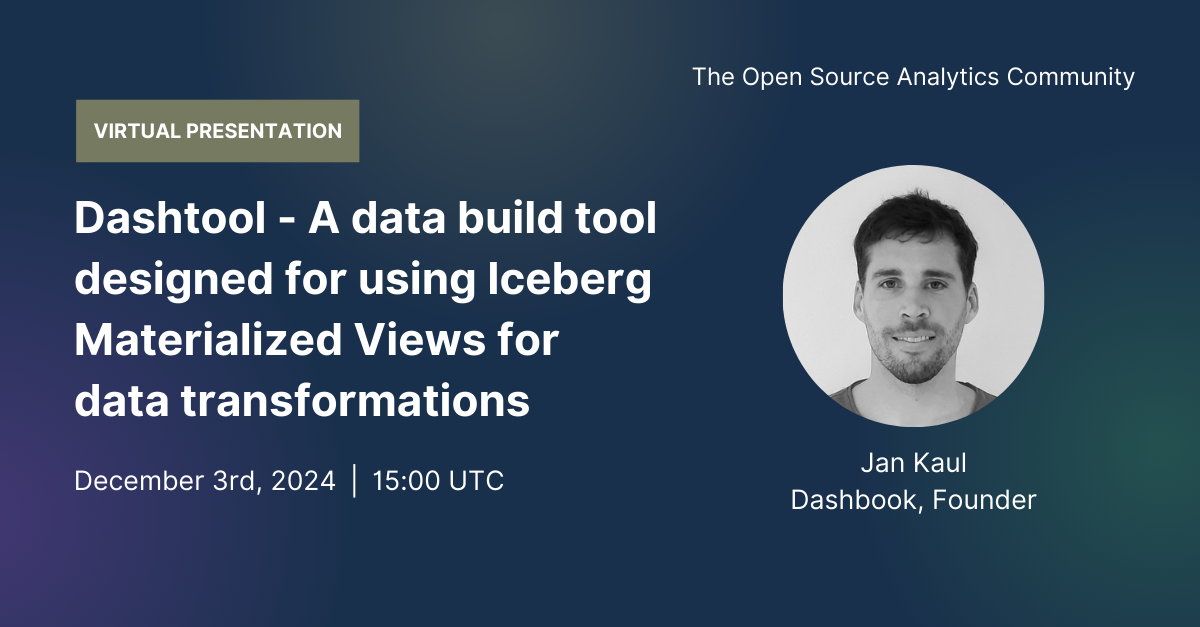 The Open Source Analytics Community
VIRTUAL PRESENTATION
Dashtool - A data build tool
designed for using Iceberg
Materialized Views for
data transformations
December 3rd, 2024 | 15:00 UTC
Jan Kaul
Dashbook, Founder